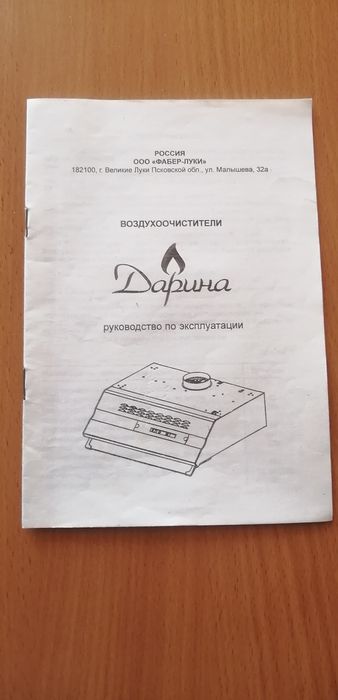 РОССИЯ
ООО «ФАБЕР-ЛУКИ»
182100, г. Великие Луки Псковской обл., ул. Малышева, 32а
ВОЗДУХООЧИСТИТЕЛИ
Дарина
руководство по эксплуатации